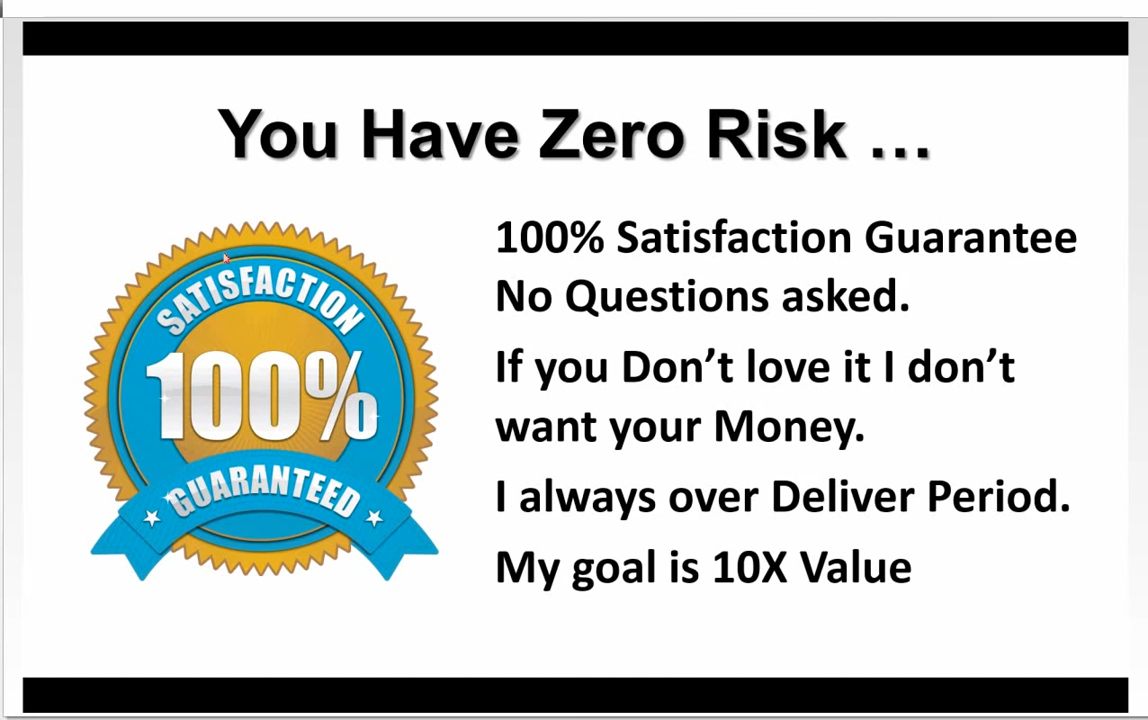 You Have Zero Risk …
SATISFACTION
100%
GUARANTEED
100% Satisfaction Guarantee
No Questions asked.
If you Don’t love it I don’t
want your Money.
I always over Deliver Period.
My goal is 10X Value